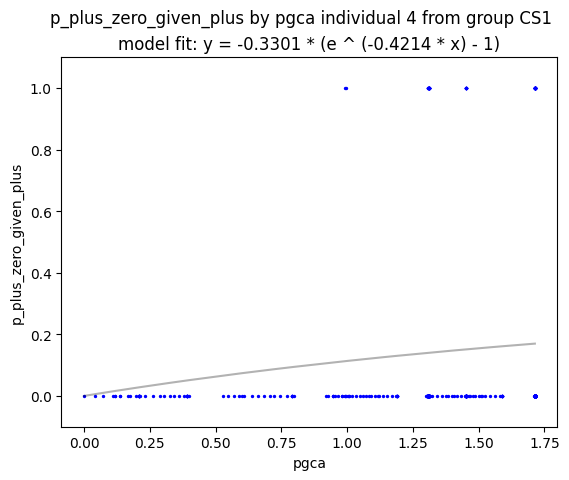 p_plus_zero_given_plus by pgca individual 4 from group CS1
model fit: y = -0.3301 * (e ^ (-0.4214 * x) - 1)
1.0
0.8
0.6
0.4
0.2
0.0
p_plus_zero_given_plus
0.00 0.25 0.50 0.75 1.00 1.25 1.50 1.75
pgca